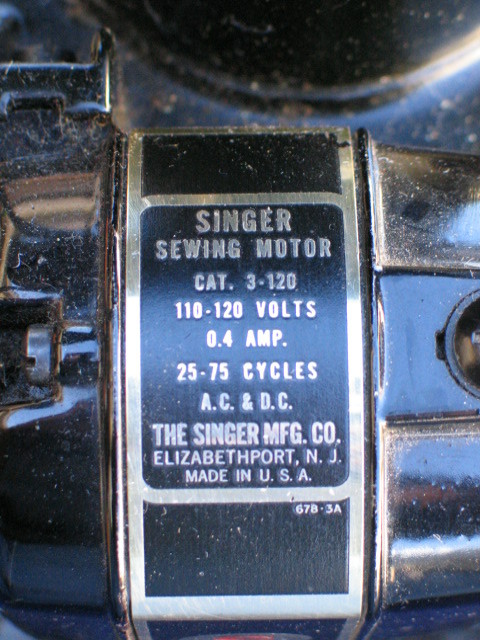 SINGER
SEWING MOTOR
CAT. 3-120
110-120 VOLTS
0.4 AMP.
25-75 CYCLES
A.C. & D.C.
THE SINGER MFG. CO.
ELIZABETHPORT, N. J.
MADE IN U. S. A.
678-3A